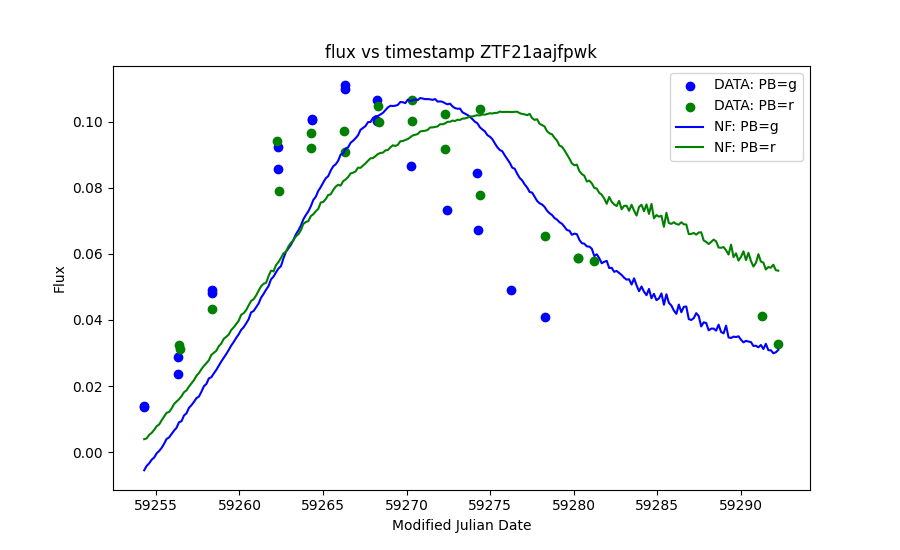 flux vs timestamp ZTF21aajfpwk
DATA: PB=g
DATA: PB=r
NF: PB=g
NF: PB=r
0.10
0.08
0.06
0.04
0.02
0.00
Flux
59255 59260 59265 59270 59275 59280 59285 59290
Modified Julian Date